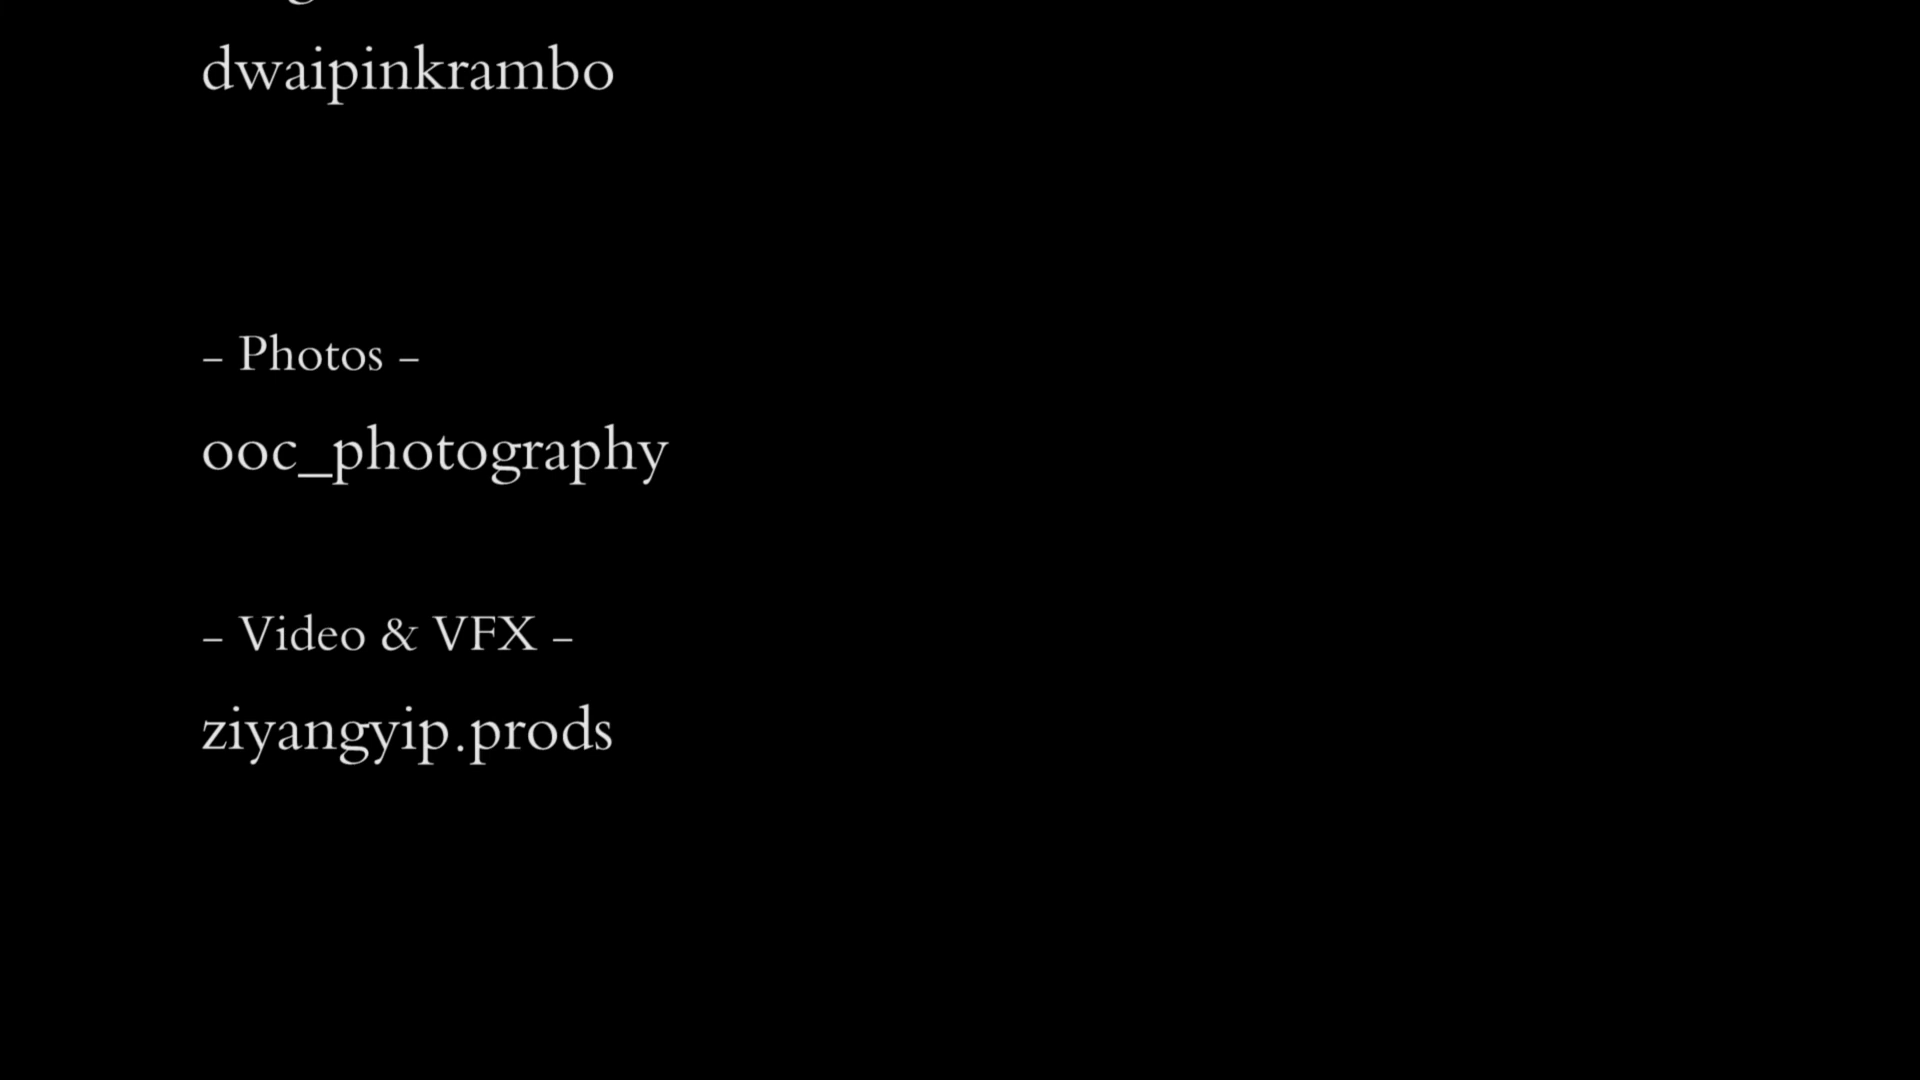 dwaipinkrambo
– Photos –
ooc_photography
– Video & VFX –
ziyangyip.prods